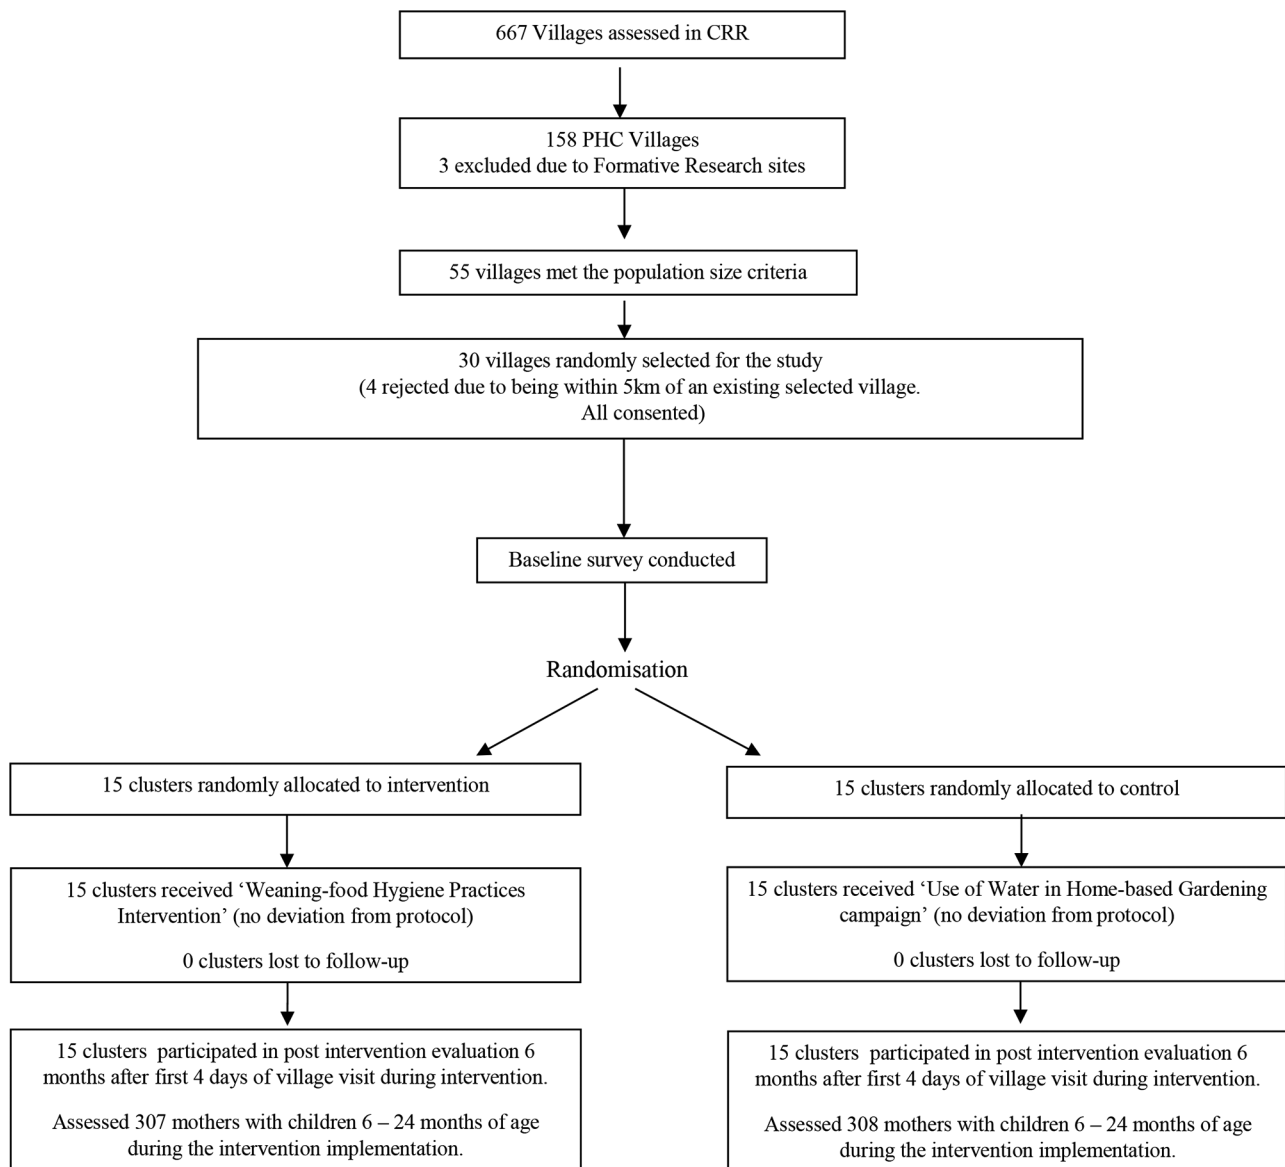 667 Villages assessed in CRR
158 PHC Villages
3 excluded due to Formative Research sites
55 villages met the population size criteria
30 villages randomly selected for the study
(4 rejected due to being within 5km of an existing selected village.
All consented)
Baseline survey conducted
Randomisation
15 clusters randomly allocated to intervention
15 clusters received ‘Weaning-food Hygiene Practices
Intervention’ (no deviation from protocol)
0 clusters lost to follow-up
15 clusters participated in post intervention evaluation 6
months after first 4 days of village visit during intervention.
Assessed 307 mothers with children 6 – 24 months of age
during the intervention implementation.
15 clusters randomly allocated to control
15 clusters received ‘Use of Water in Home-based Gardening
campaign’ (no deviation from protocol)
0 clusters lost to follow-up
15 clusters participated in post intervention evaluation 6
months after first 4 days of village visit during intervention.
Assessed 308 mothers with children 6 – 24 months of age
during the intervention implementation.